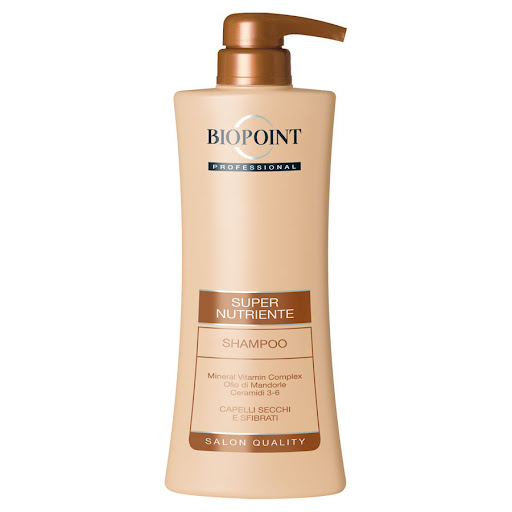 BIOPOINT
PROFESSIONAL
SUPER
NUTRIENTE
SHAMPOO
Mineral Vitamin Complex
Olio di Mandorle
Ceramidi 3-6
CAPELLI SECCHI
E SFIBRATI
SALON QUALITY